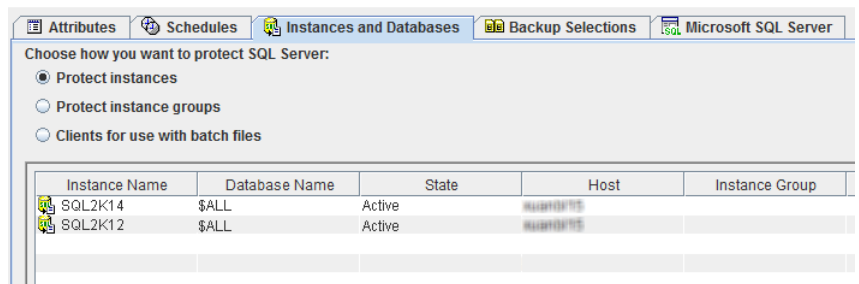 Attributes Schedules Instances and Databases Backup Selections Microsoft SQL Server
Choose how you want to protect SQL Server:
Protect instances
Protect instance groups
Clients for use with batch files
Instance Name Database Name State Host Instance Group
SQL2K14 $ALL Active
SQL2K12 $ALL Active